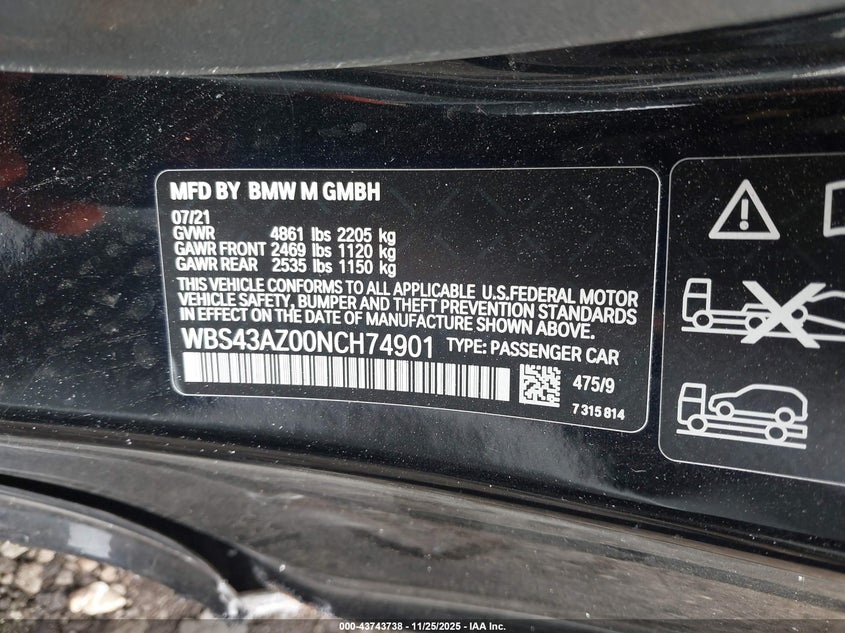 MFD BY BMW M GMBH
07/21
GVWR 4861 lbs 2205 kg
GAWR FRONT 2469 lbs 1120 kg
GAWR REAR 2535 lbs 1150 kg
THIS VEHICLE CONFORMS TO ALL APPLICABLE U.S.FEDERAL MOTOR
VEHICLE SAFETY, BUMPER AND THEFT PREVENTION STANDARDS
IN EFFECT ON THE DATE OF MANUFACTURE SHOWN ABOVE.
WBS43AZ00NCH74901 TYPE: PASSENGER CAR
475/9
7 315 814
000-43743738 - 11/25/2025 - IAA Inc.